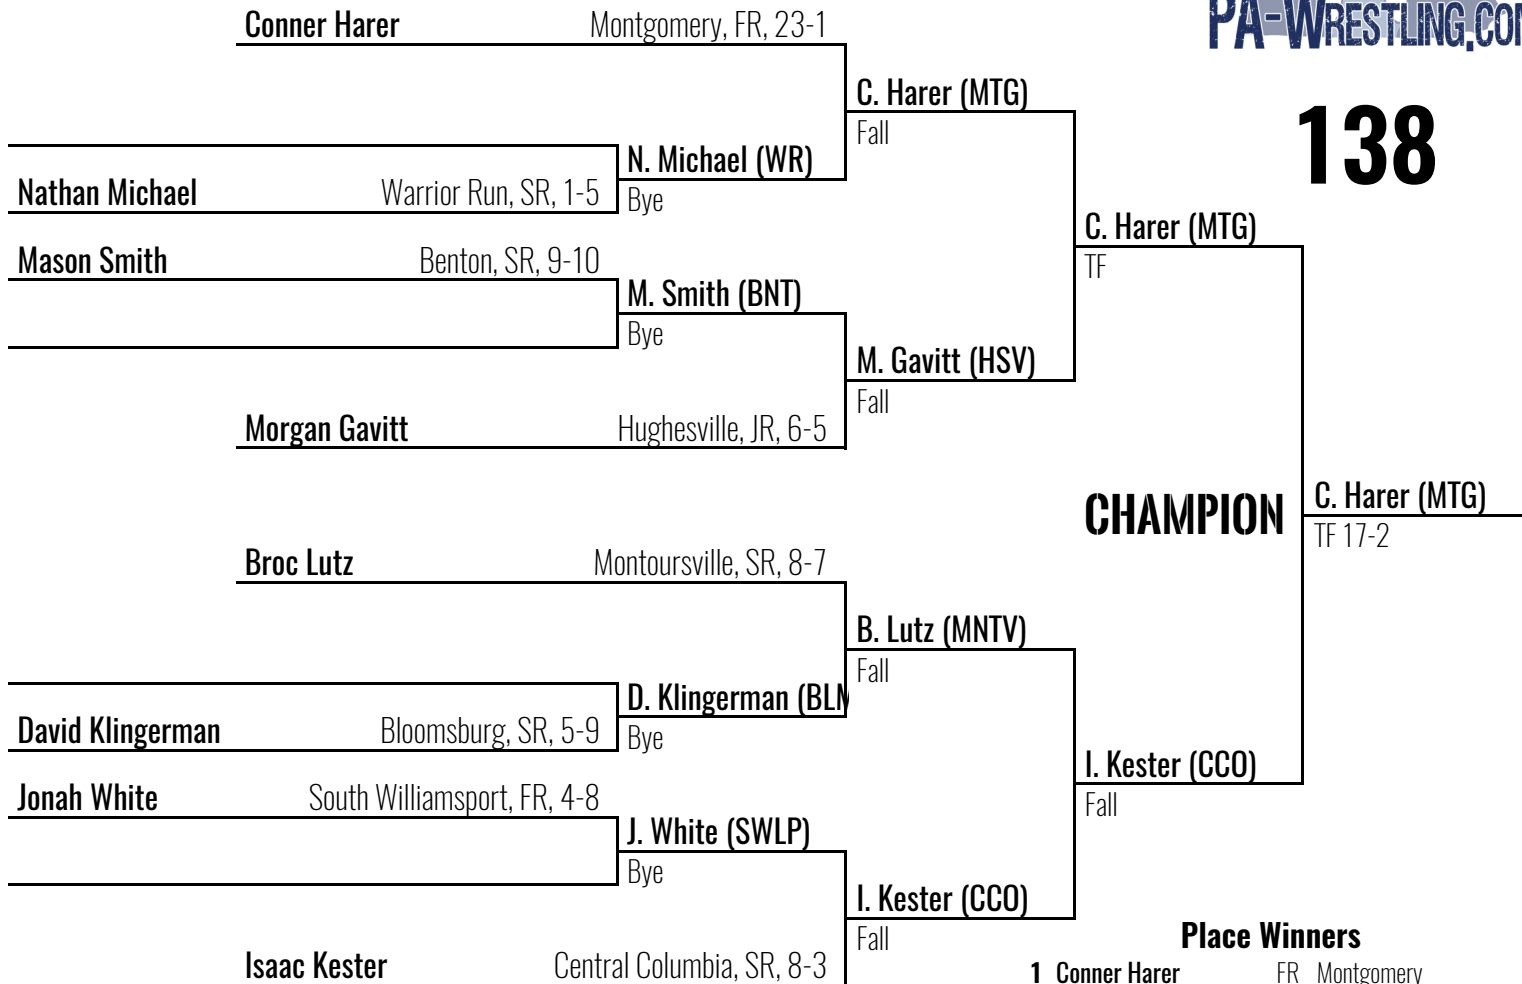 PA-WRESTLING.COM
138
Conner Harer Montgomery, FR, 23-1
C. Harer (MTG)
Fall
N. Michael (WR)
Nathan Michael Warrior Run, SR, 1-5
Bye
C. Harer (MTG)
TF
Mason Smith Benton, SR, 9-10
M. Smith (BNT)
Bye
M. Gavitt (HSV)
Fall
Morgan Gavitt Hughesville, JR, 6-5
CHAMPION
C. Harer (MTG)
TF 17-2
Broc Lutz Montoursville, SR, 8-7
B. Lutz (MNTV)
Fall
D. Klingerman (BLM
David Klingerman Bloomsburg, SR, 5-9
Bye
I. Kester (CCO)
Fall
Jonah White South Williamsport, FR, 4-8
J. White (SWLP)
Bye
I. Kester (CCO)
Fall
Isaac Kester Central Columbia, SR, 8-3
Place Winners
1 Conner Harer FR Montgomery